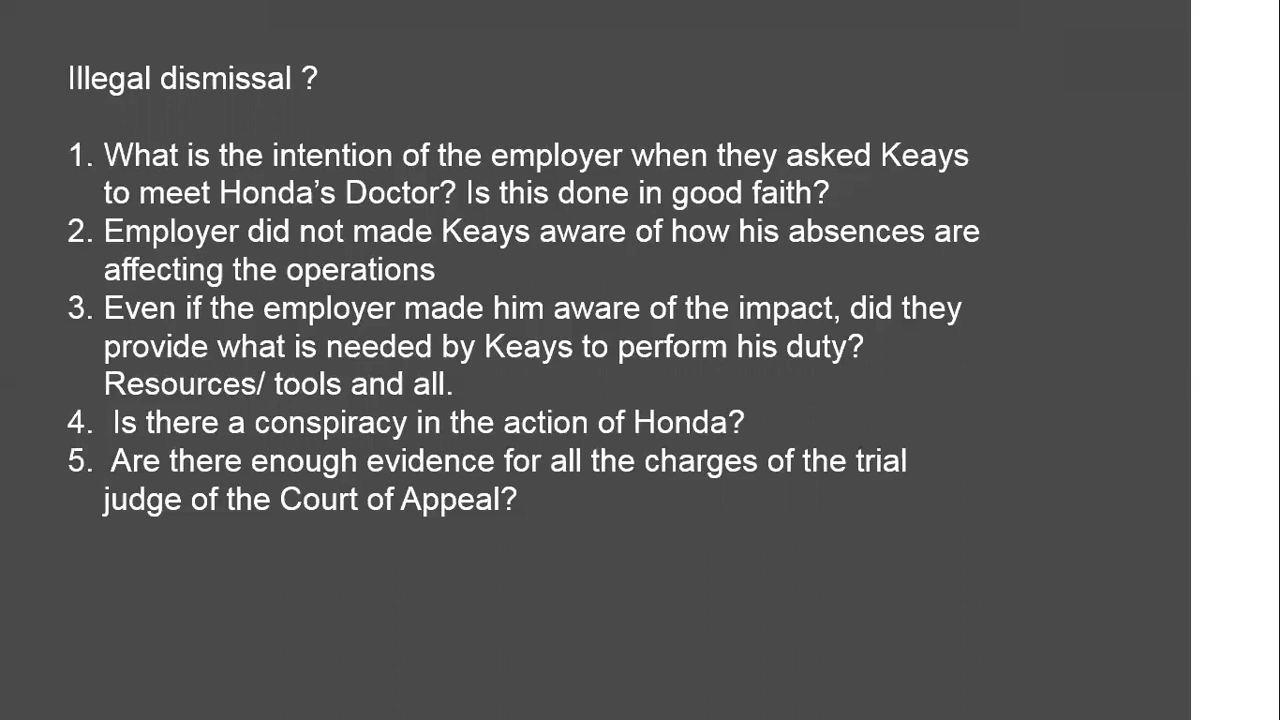 Illegal dismissal ?
1. What is the intention of the employer when they asked Keays
to meet Honda's Doctor? Is this done in good faith?
2. Employer did not made Keays aware of how his absences are
affecting the operations
3. Even if the employer made him aware of the impact, did they
provide what is needed by Keays to perform his duty?
Resources/ tools and all.
4. Is there a conspiracy in the action of Honda?
5. Are there enough evidence for all the charges of the trial
judge of the Court of Appeal?